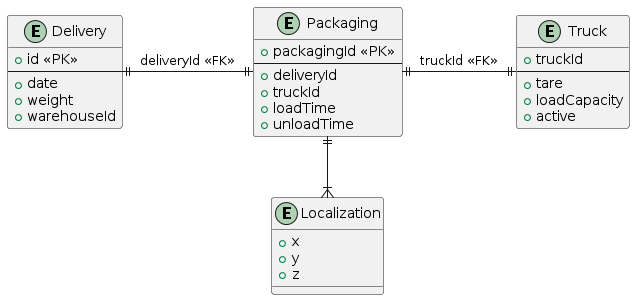 E Delivery
id «PK»
date
weight
warehouseId
deliveryId «FK»
E Packaging
packagingId «PK»
deliveryId
truckId
loadTime
unloadTime
truckId «FK»
E Truck
truckId
tare
loadCapacity
active
E Localization
x
y
z